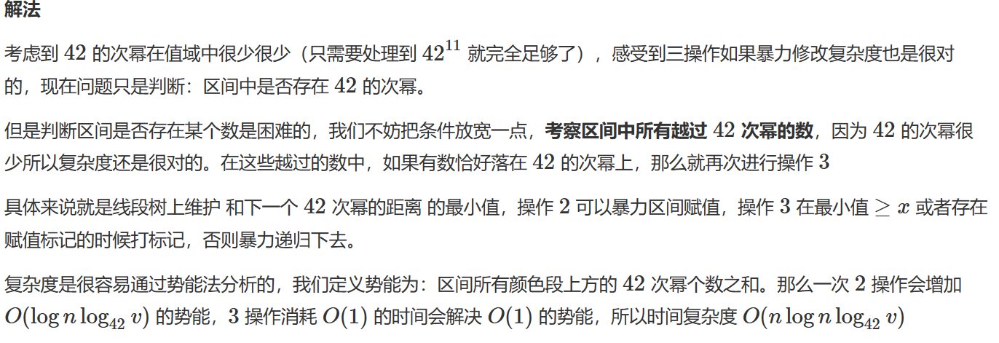 解法
考虑到 42 的次幂在值域中很少很少（只需要处理到 42^11 就完全足够了），感受到三操作如果暴力修改复杂度也是很对
的，现在问题只是判断：区间中是否存在 42 的次幂。
但是判断区间是否存在某个数是困难的，我们不妨把条件放宽一点，考察区间中所有越过 42 次幂的数，因为 42 的次幂很
少所以复杂度还是很对的。在这些越过的数中，如果有数恰好落在 42 的次幂上，那么就再次进行操作 3
具体来说就是线段树上维护 和下一个 42 次幂的距离 的最小值，操作 2 可以暴力区间赋值，操作 3 在最小值 ≥ x 或者存在
赋值标记的时候打标记，否则暴力递归下去。
复杂度是很容易通过势能法分析的，我们定义势能为：区间所有颜色段上方的 42 次幂个数之和。那么一次 2 操作会增加
O(log n log_42 v) 的势能，3 操作消耗 O(1) 的时间会解决 O(1) 的势能，所以时间复杂度 O(n log n log_42 v)